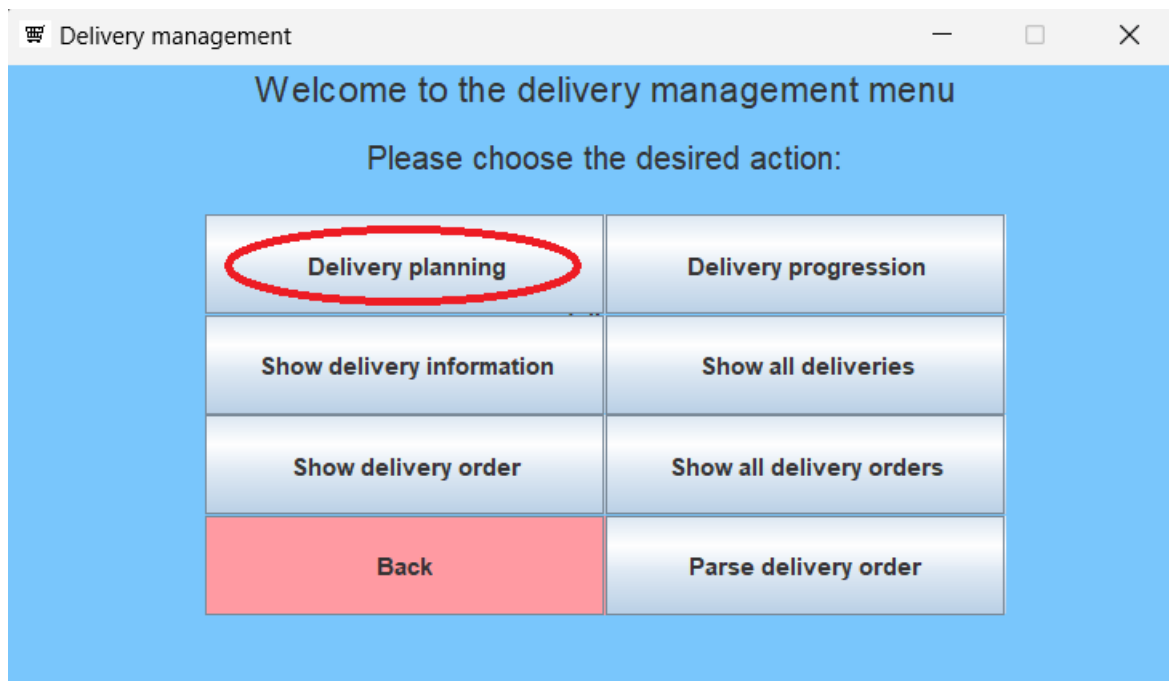 Delivery management
Welcome to the delivery management menu
Please choose the desired action:
Delivery planning
Delivery progression
Show delivery information
Show all deliveries
Show delivery order
Show all delivery orders
Back
Parse delivery order